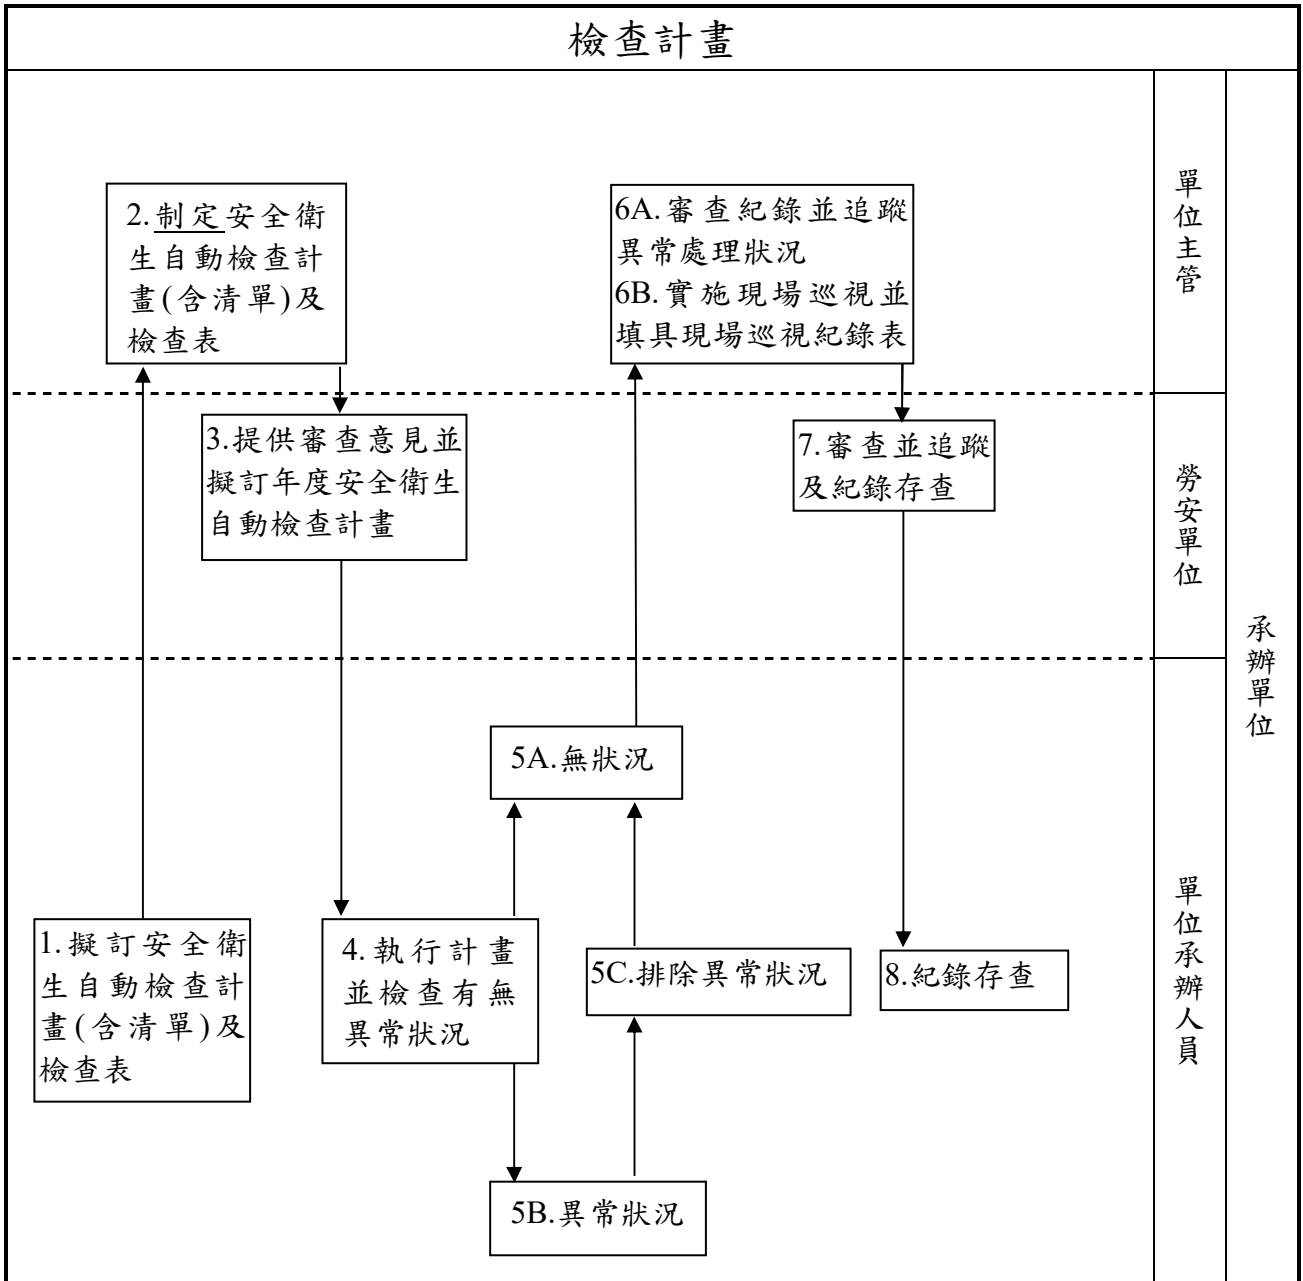 檢查計畫
2.制定安全衛
生自動檢查計
畫(含清單)及
檢查表
6A.審查紀錄並追蹤
異常處理狀況
6B.實施現場巡視並
填具現場巡視紀錄表
單位主管
3.提供審查意見並
擬訂年度安全衛生
自動檢查計畫
7.審查並追蹤
及紀錄存查
勞安單位
承辦單位
5A.無狀況
1.擬訂安全衛
生自動檢查計
畫(含清單)及
檢查表
4.執行計畫
並檢查有無
異常狀況
5C.排除異常狀況
8.紀錄存查
單位承辦人員
5B.異常狀況